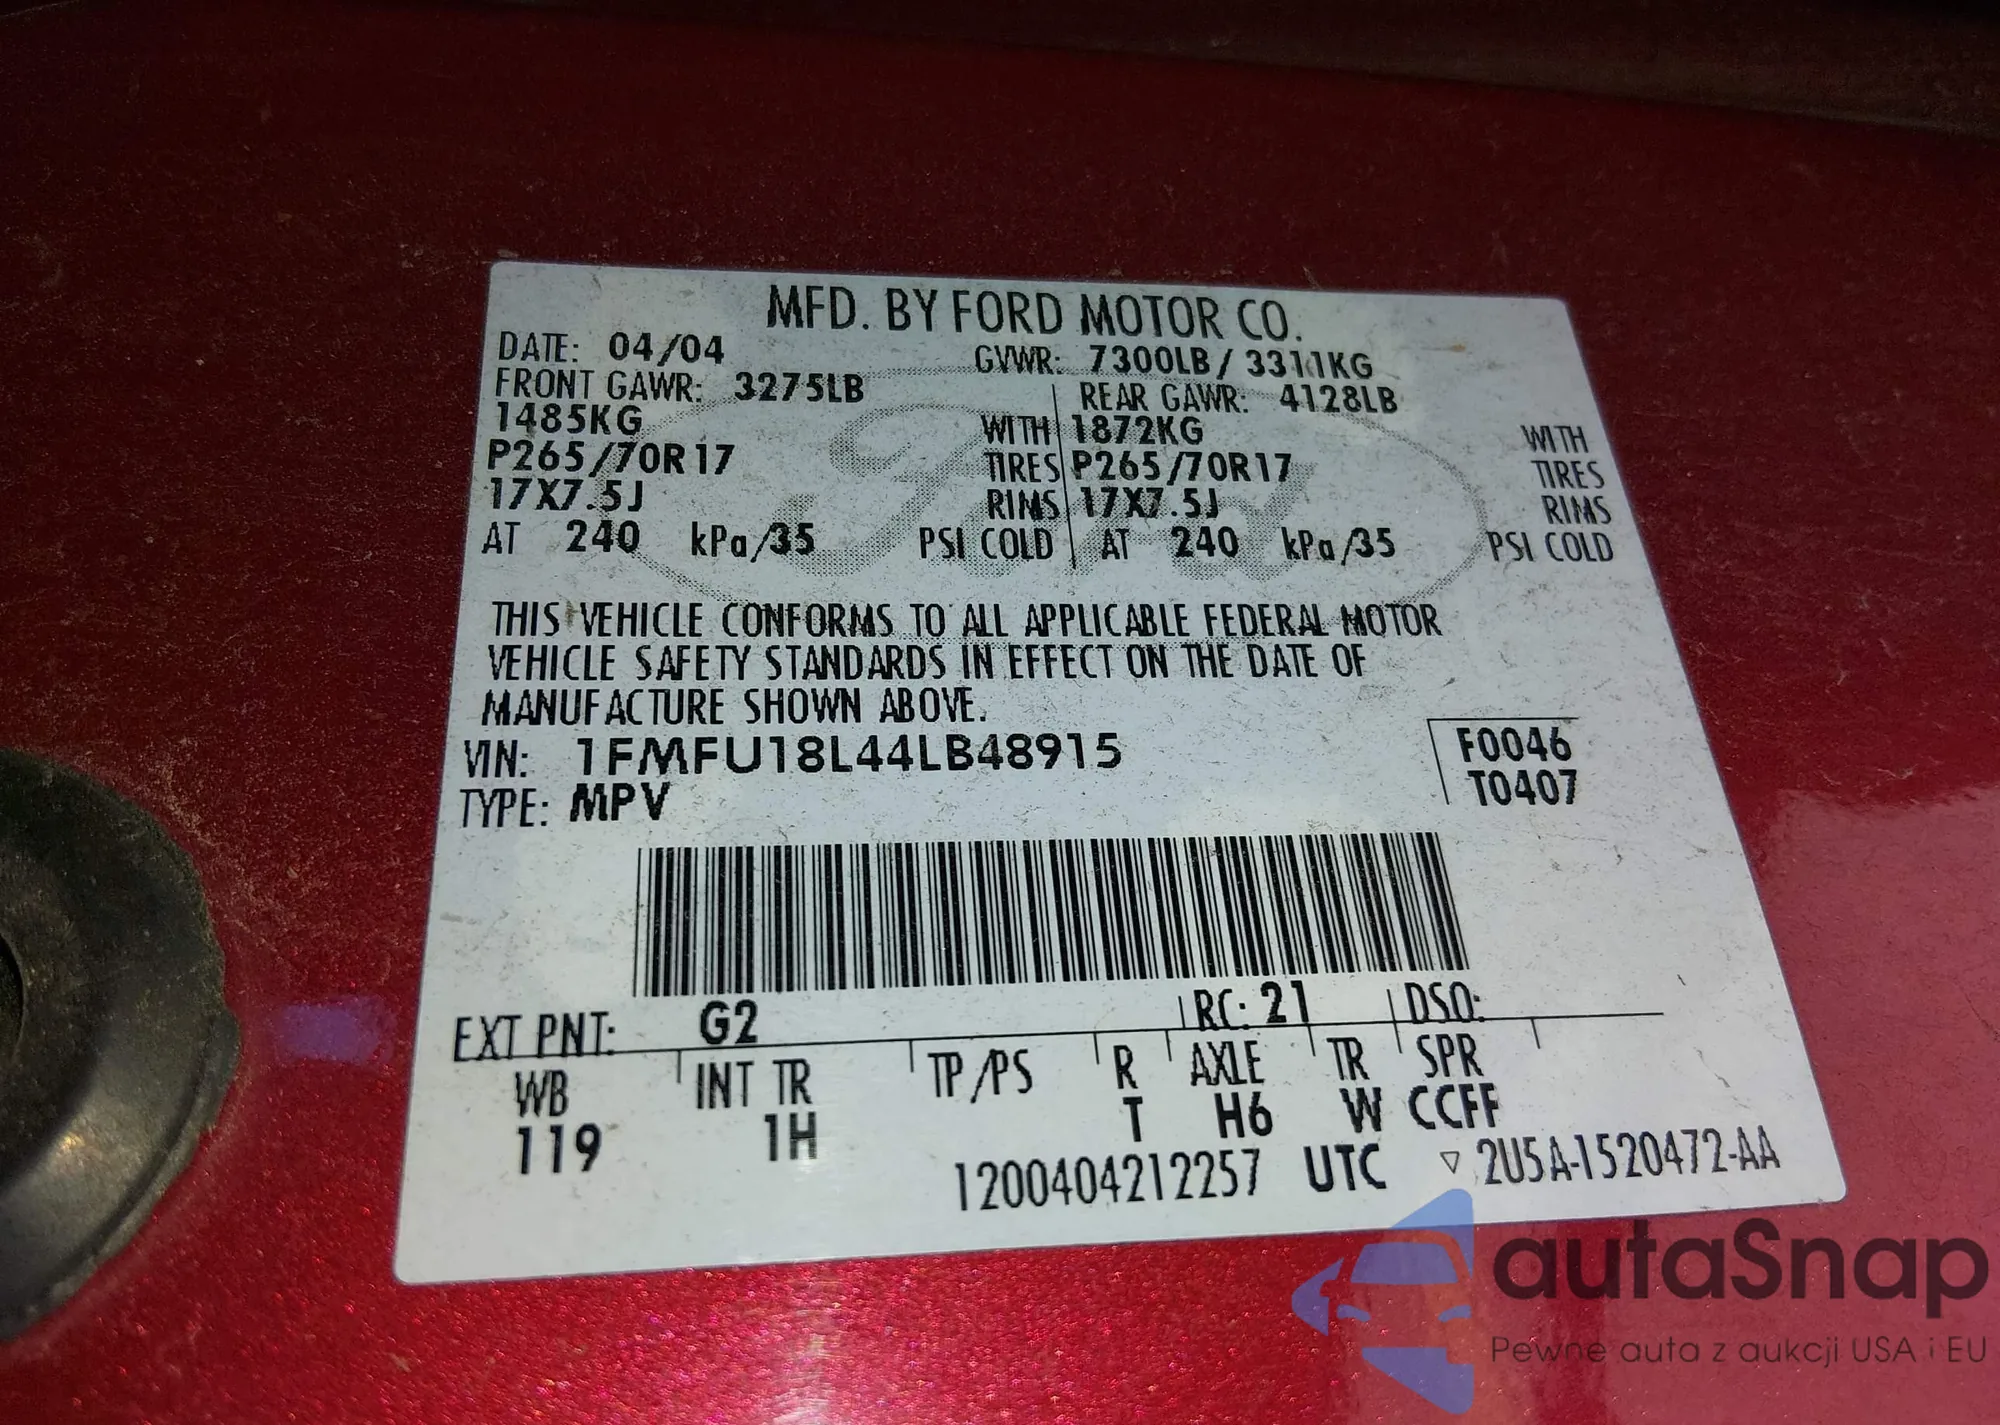 MFD. BY FORD MOTOR CO.
DATE: 04/04 GVWR: 7300LB / 3311KG
FRONT GAWR: 3275LB REAR GAWR: 4128LB
1485KG WITH 1872KG WITH
P265/70R17 TIRES P265/70R17 TIRES
17X7.5J RIMS 17X7.5J RIMS
AT 240 kPa/35 PSI COLD AT 240 kPa/35 PSI COLD
THIS VEHICLE CONFORMS TO ALL APPLICABLE FEDERAL MOTOR
VEHICLE SAFETY STANDARDS IN EFFECT ON THE DATE OF
MANUFACTURE SHOWN ABOVE.
VIN: 1FMFU18L44LB48915 F0046
TYPE: MPV T0407
EXT PNT: G2 RC: 21 DSO:
WB INT TR TP/PS R AXLE TR SPR
119 1H T H6 W CCFF
1200404212257 UTC ▽ 2U5A-1520472-AA
autaSnap
Pewne auta z aukcji USA i EU